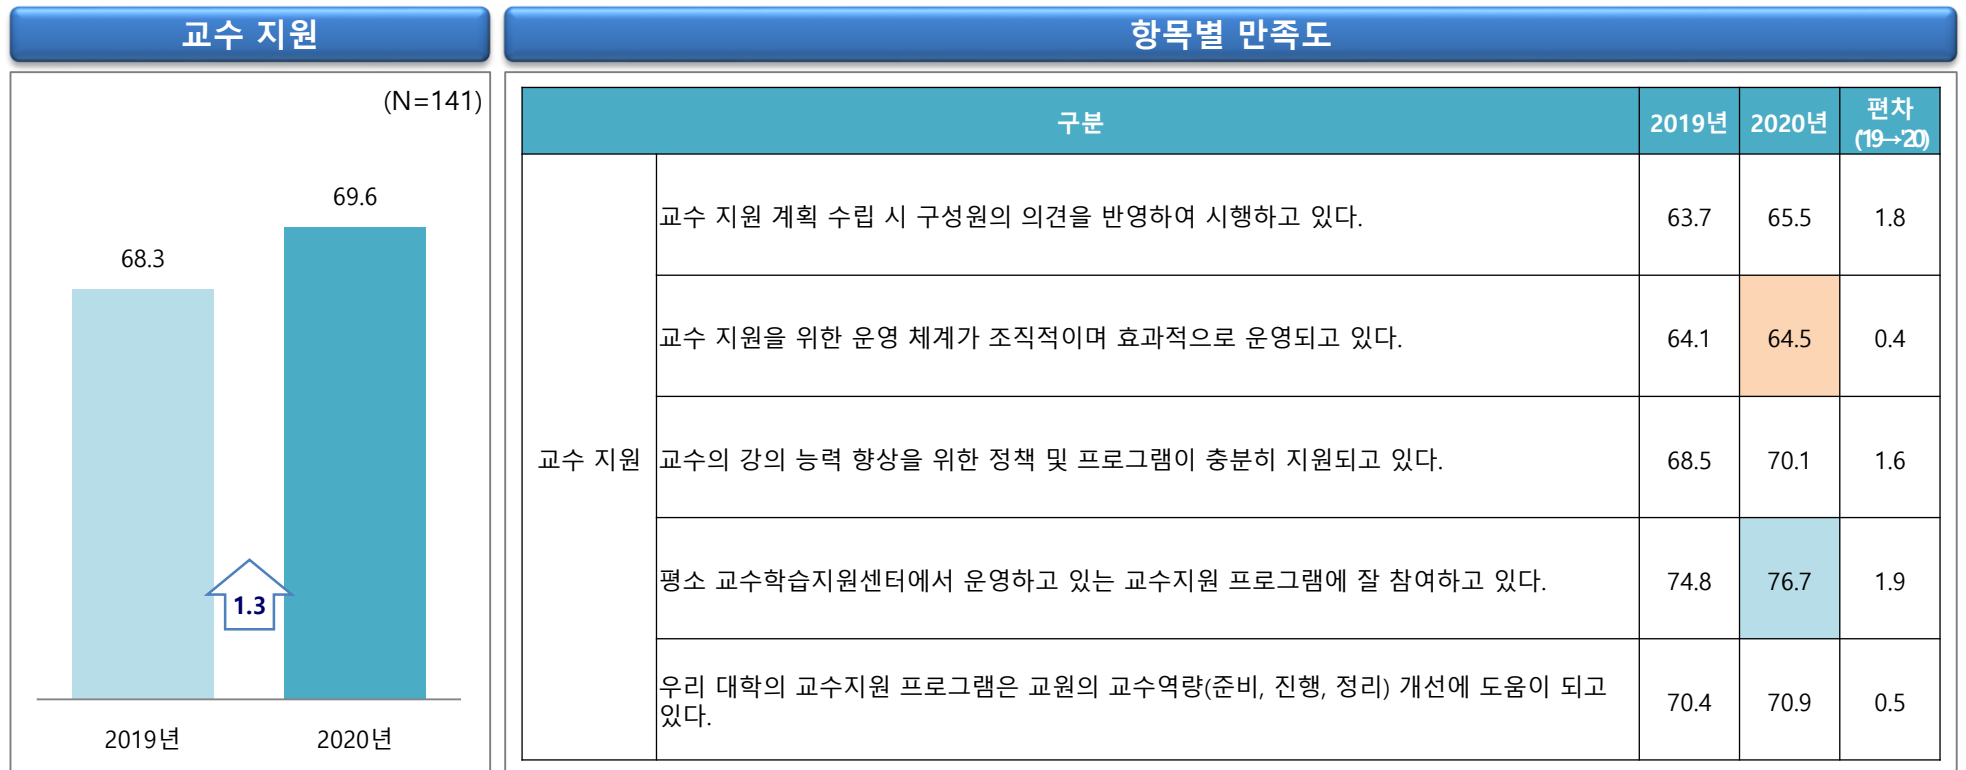 교수 지원
(N=141)
68.3
69.6
1.3
2019년
2020년
항목별 만족도
구분
2019년
2020년
편차
('19→'20)
교수 지원
교수 지원 계획 수립 시 구성원의 의견을 반영하여 시행하고 있다.
63.7
65.5
1.8
교수 지원을 위한 운영 체계가 조직적이며 효과적으로 운영되고 있다.
64.1
64.5
0.4
교수의 강의 능력 향상을 위한 정책 및 프로그램이 충분히 지원되고 있다.
68.5
70.1
1.6
평소 교수학습지원센터에서 운영하고 있는 교수지원 프로그램에 잘 참여하고 있다.
74.8
76.7
1.9
우리 대학의 교수지원 프로그램은 교원의 교수역량(준비, 진행, 정리) 개선에 도움이 되고
있다.
70.4
70.9
0.5